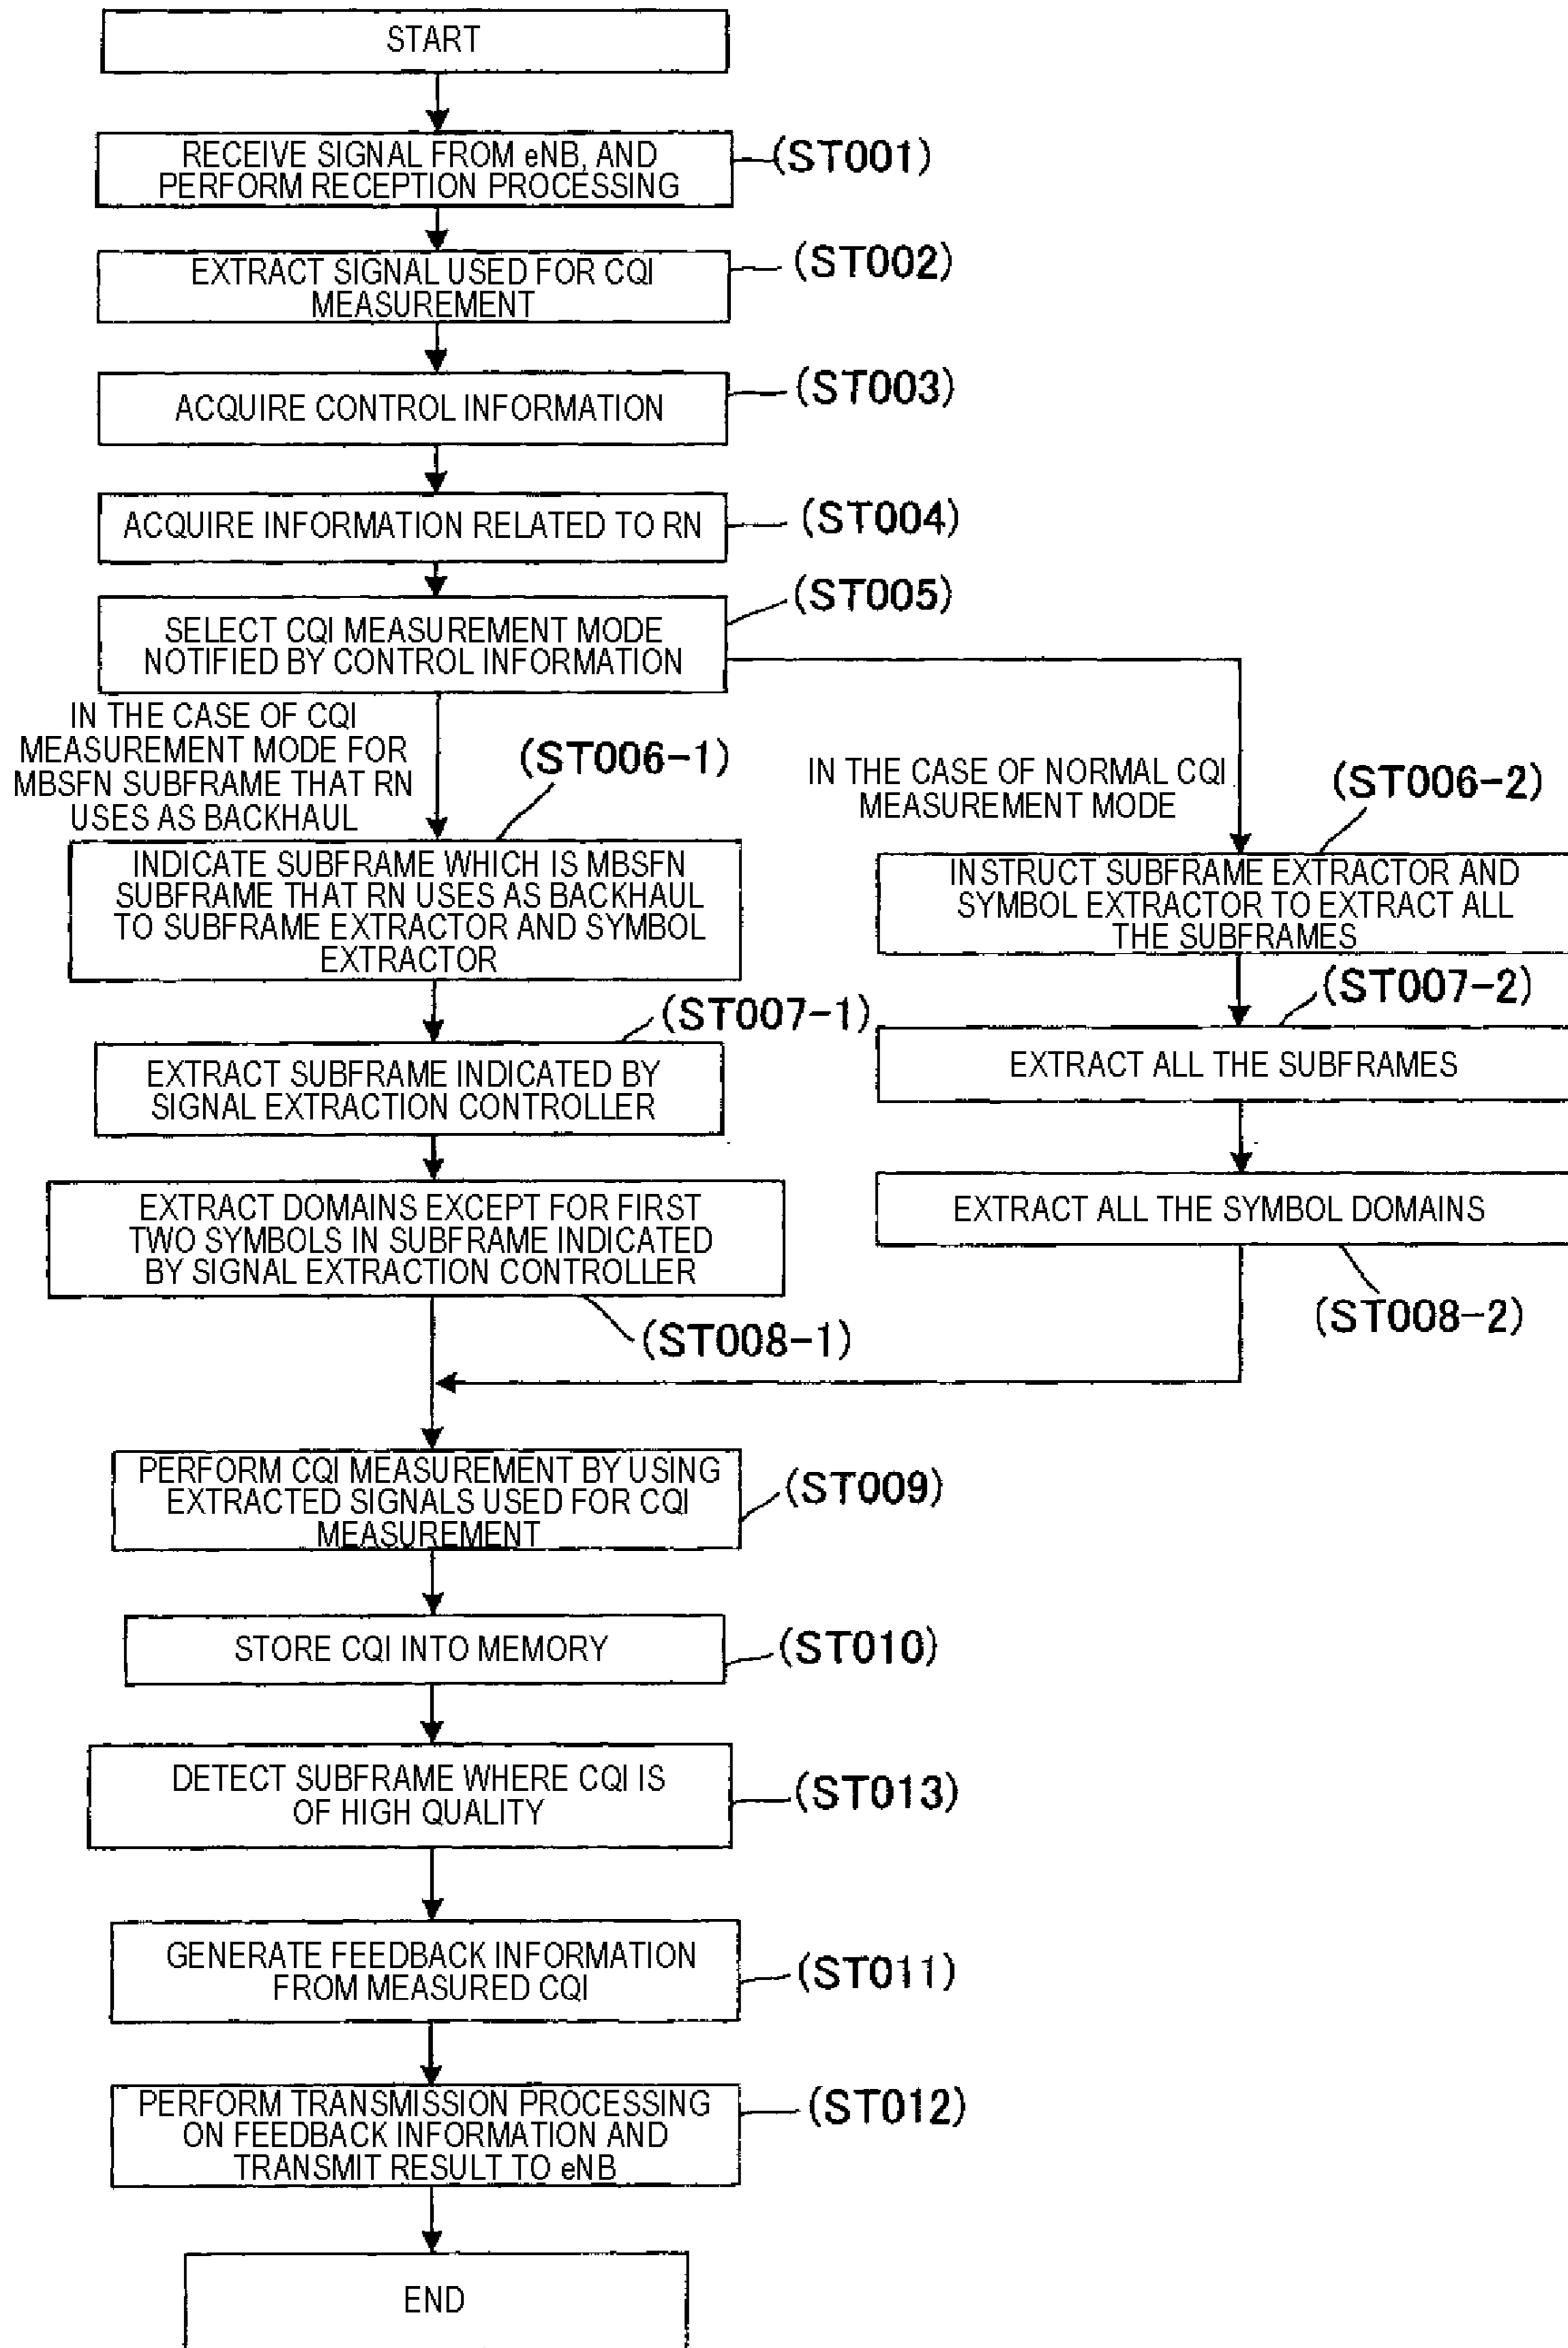 START
RECEIVE SIGNAL FROM eNB, AND
PERFORM RECEPTION PROCESSING
(ST001)
EXTRACT SIGNAL USED FOR CQI
MEASUREMENT
(ST002)
ACQUIRE CONTROL INFORMATION
(ST003)
ACQUIRE INFORMATION RELATED TO RN
(ST004)
SELECT CQI MEASUREMENT MODE
NOTIFIED BY CONTROL INFORMATION
(ST005)
IN THE CASE OF CQI
MEASUREMENT MODE FOR
MBSFN SUBFRAME THAT RN
USES AS BACKHAUL
(ST006-1)
INDICATE SUBFRAME WHICH IS MBSFN
SUBFRAME THAT RN USES AS BACKHAUL
TO SUBFRAME EXTRACTOR AND SYMBOL
EXTRACTOR
(ST007-1)
EXTRACT SUBFRAME INDICATED BY
SIGNAL EXTRACTION CONTROLLER
EXTRACT DOMAINS EXCEPT FOR FIRST
TWO SYMBOLS IN SUBFRAME INDICATED
BY SIGNAL EXTRACTION CONTROLLER
(ST008-1)
IN THE CASE OF NORMAL CQI
MEASUREMENT MODE
(ST006-2)
INSTRUCT SUBFRAME EXTRACTOR AND
SYMBOL EXTRACTOR TO EXTRACT ALL
THE SUBFRAMES
(ST007-2)
EXTRACT ALL THE SUBFRAMES
EXTRACT ALL THE SYMBOL DOMAINS
(ST008-2)
PERFORM CQI MEASUREMENT BY USING
EXTRACTED SIGNALS USED FOR CQI
MEASUREMENT
(ST009)
STORE CQI INTO MEMORY
(ST010)
DETECT SUBFRAME WHERE CQI IS
OF HIGH QUALITY
(ST013)
GENERATE FEEDBACK INFORMATION
FROM MEASURED CQI
(ST011)
PERFORM TRANSMISSION PROCESSING
ON FEEDBACK INFORMATION AND
TRANSMIT RESULT TO eNB
(ST012)
END